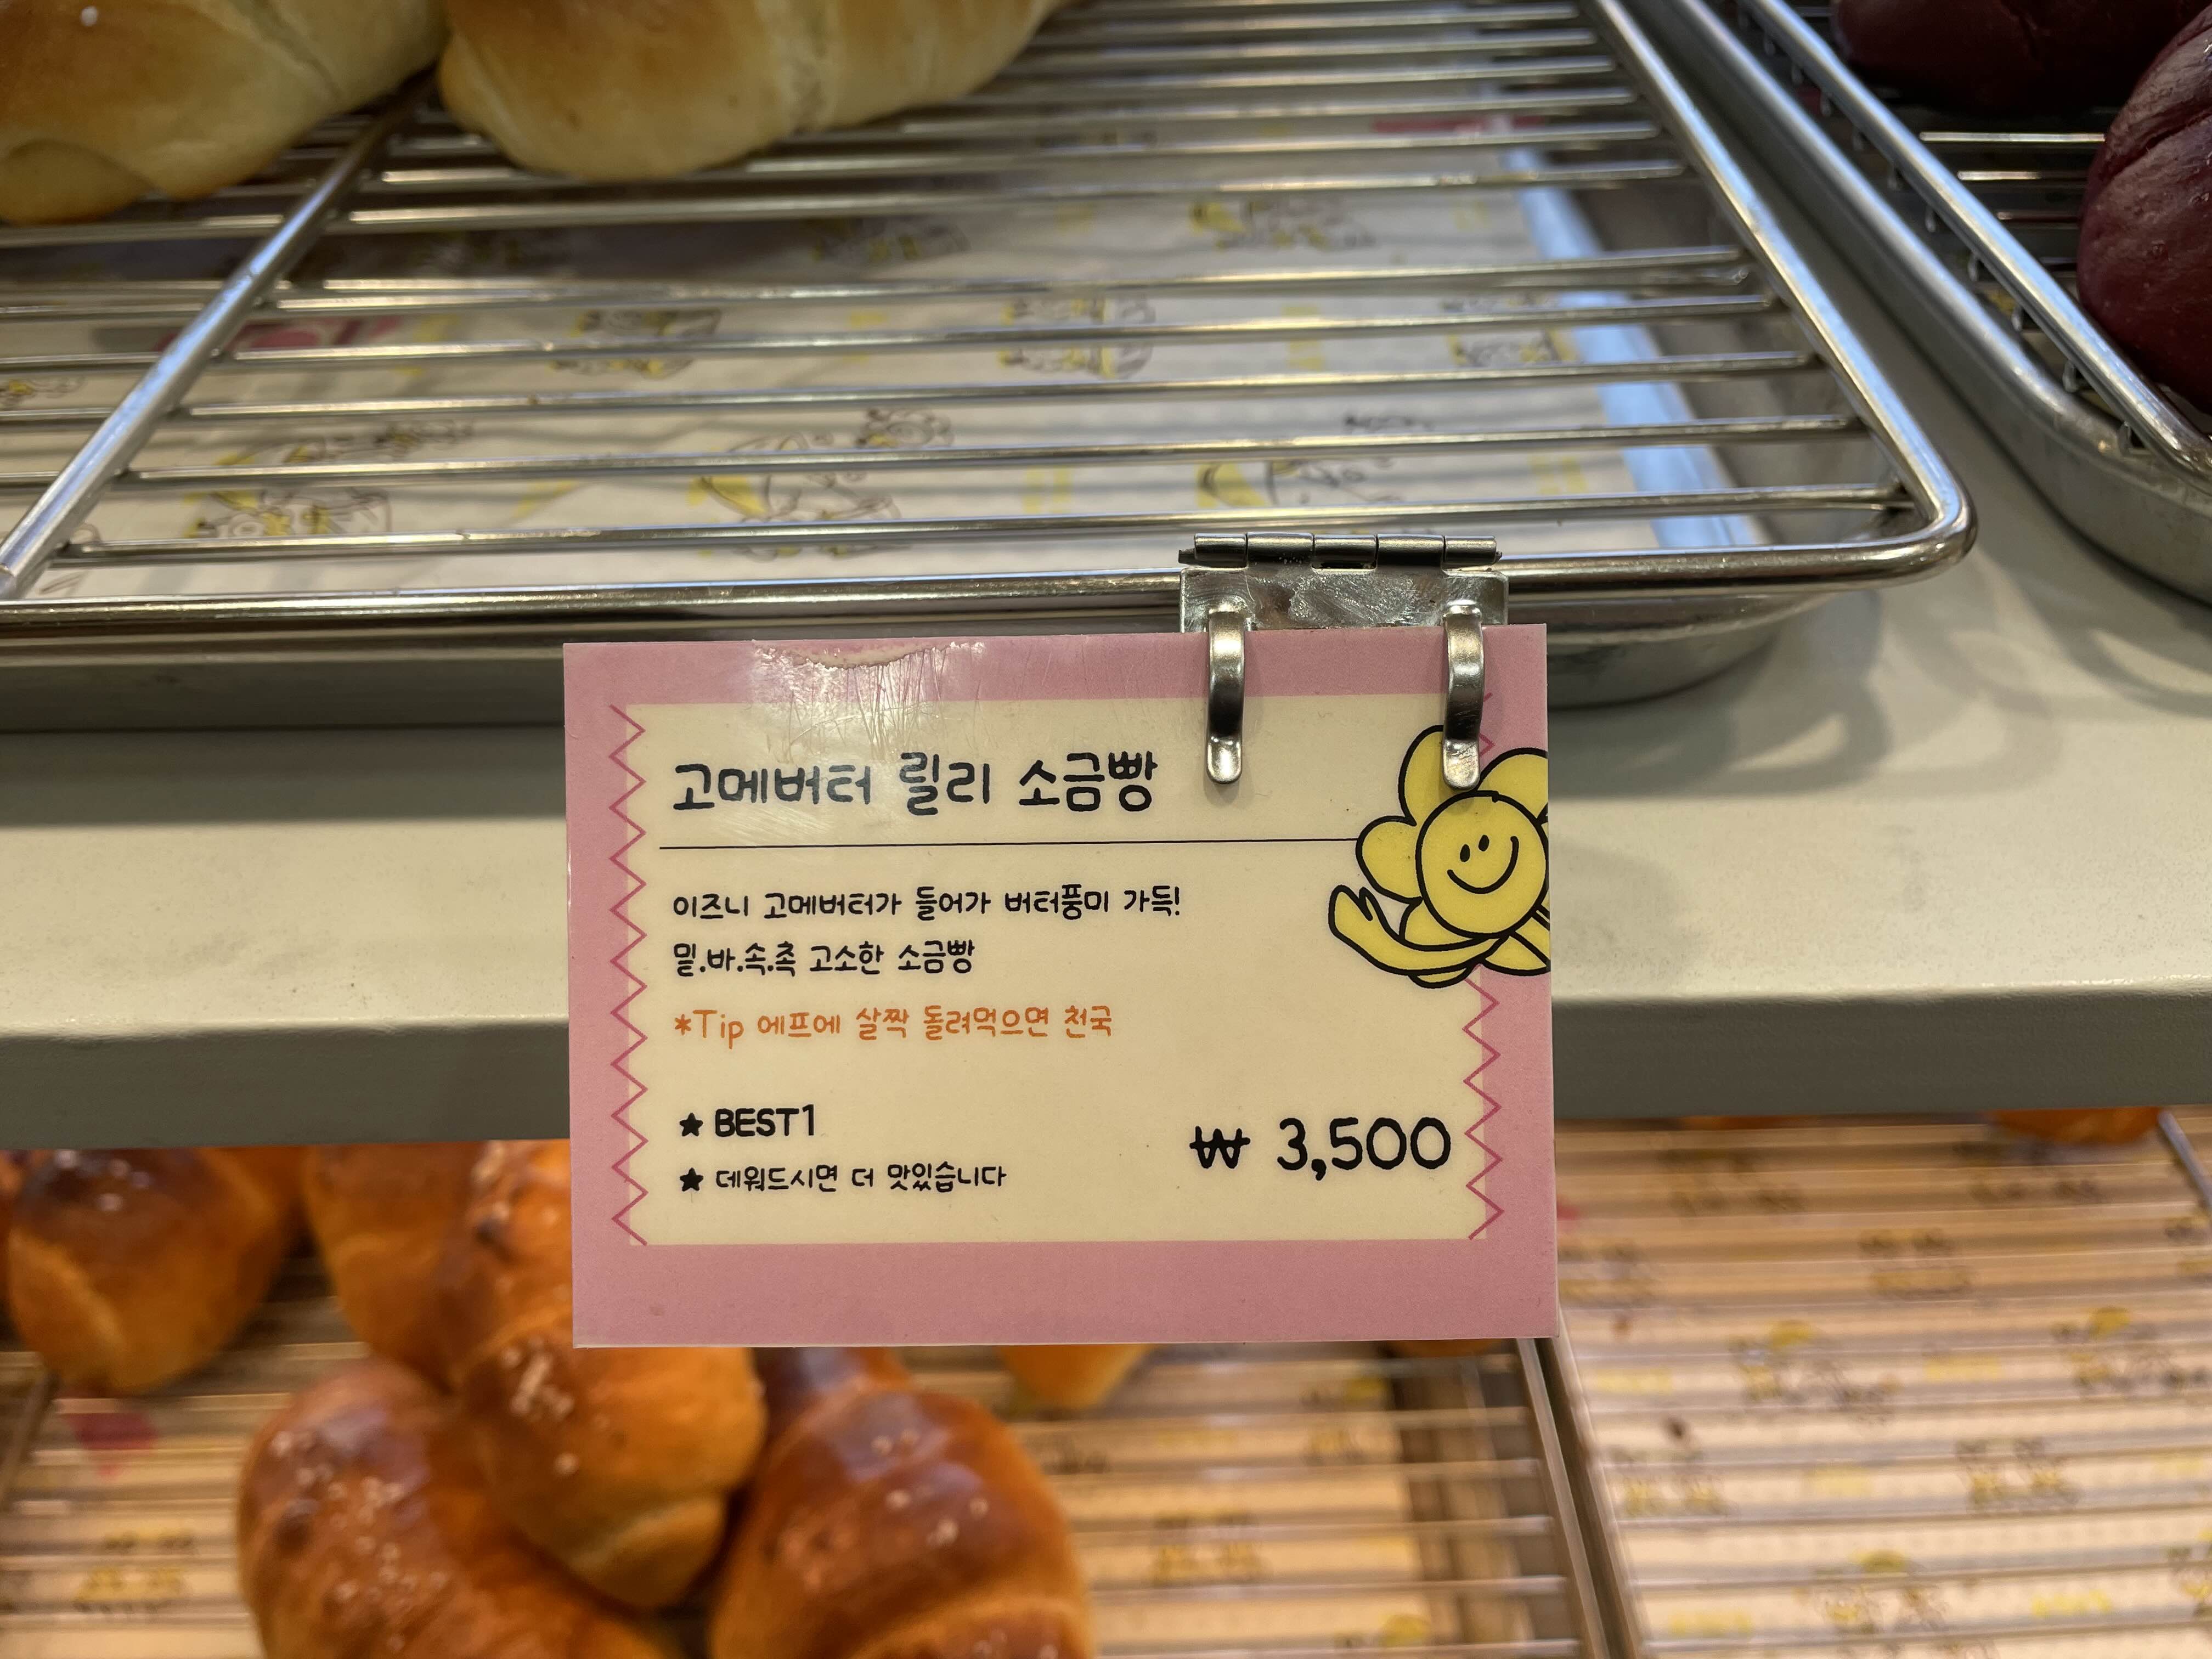 고메버터 릴리 소금빵
이즈니 고메버터가 들어가 버터풍미 가득!
밑.바.속.촉 고소한 소금빵
*Tip 에프에 살짝 돌려먹으면 천국
★ BEST1
★ 데워드시면 더 맛있습니다
₩ 3,500